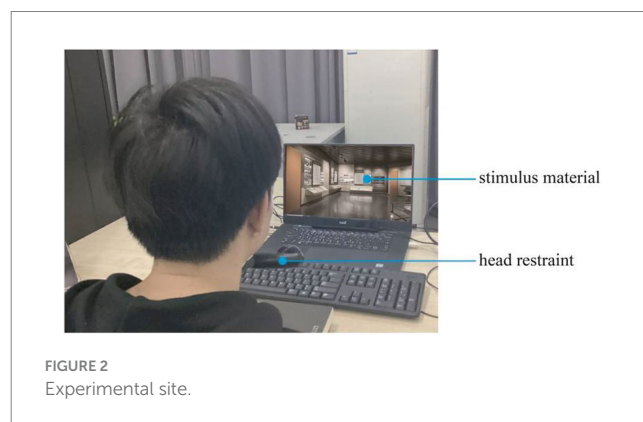 stimulus material
head restraint
FIGURE 2
Experimental site.